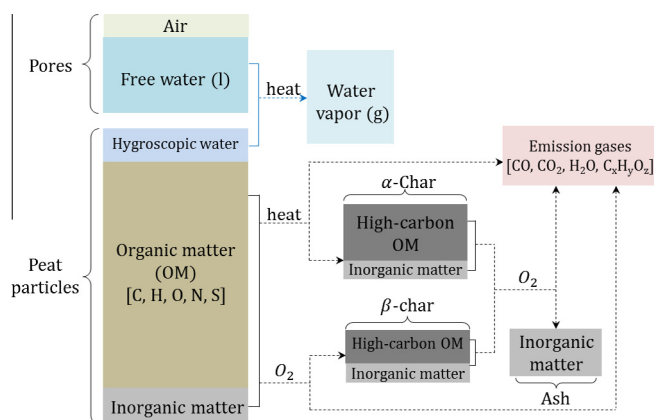 Air
Pores
Free water (l)
heat
Water
vapor (g)
Hygroscopic water
Emission gases
[CO, CO₂, H₂O, CₓHᵧO_z]
α-Char
heat
High-carbon
OM
Inorganic matter
Organic matter
(OM)
[C, H, O, N, S]
Peat
particles
O₂
β-char
High-carbon OM
Inorganic matter
Inorganic
matter
O₂
Inorganic matter
Ash